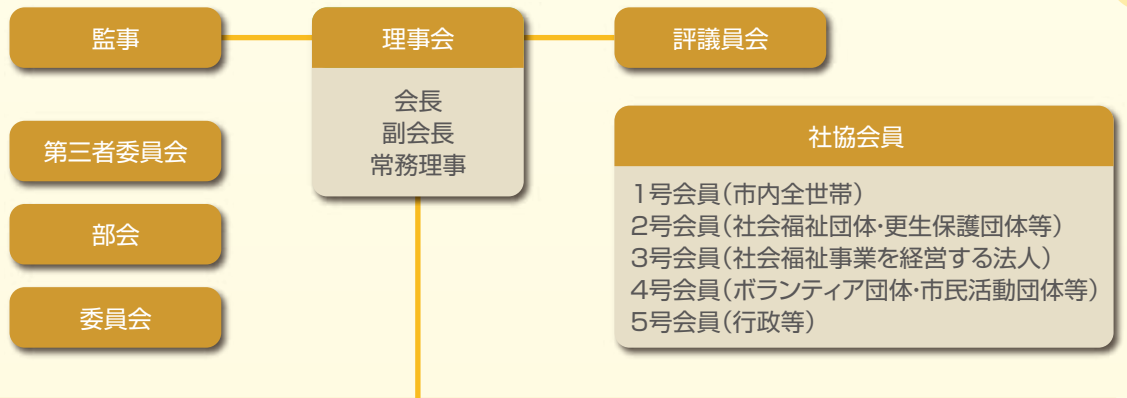 監事
理事会
評議員会
会長
副会長
常務理事
第三者委員会
部会
委員会
社協会員
1号会員(市内全世帯)
2号会員(社会福祉団体・更生保護団体等)
3号会員(社会福祉事業を経営する法人)
4号会員(ボランティア団体・市民活動団体等)
5号会員(行政等)